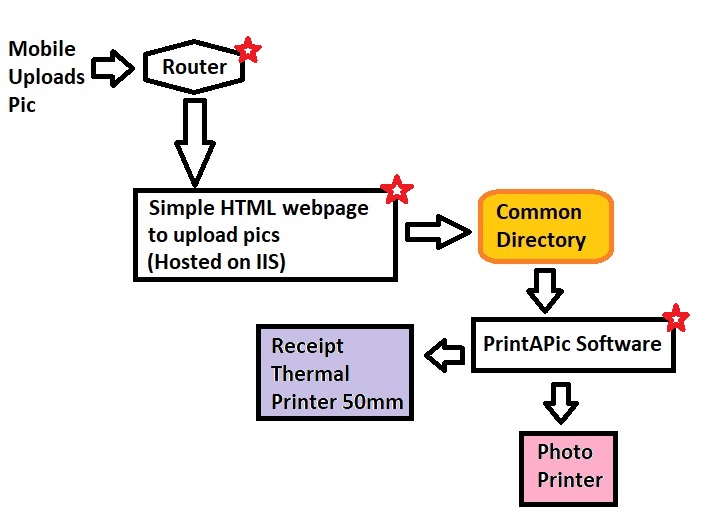 Mobile
Uploads
Pic
Router
Simple HTML webpage
to upload pics
(Hosted on IIS)
Common
Directory
PrintAPic Software
Receipt
Thermal
Printer 50mm
Photo
Printer